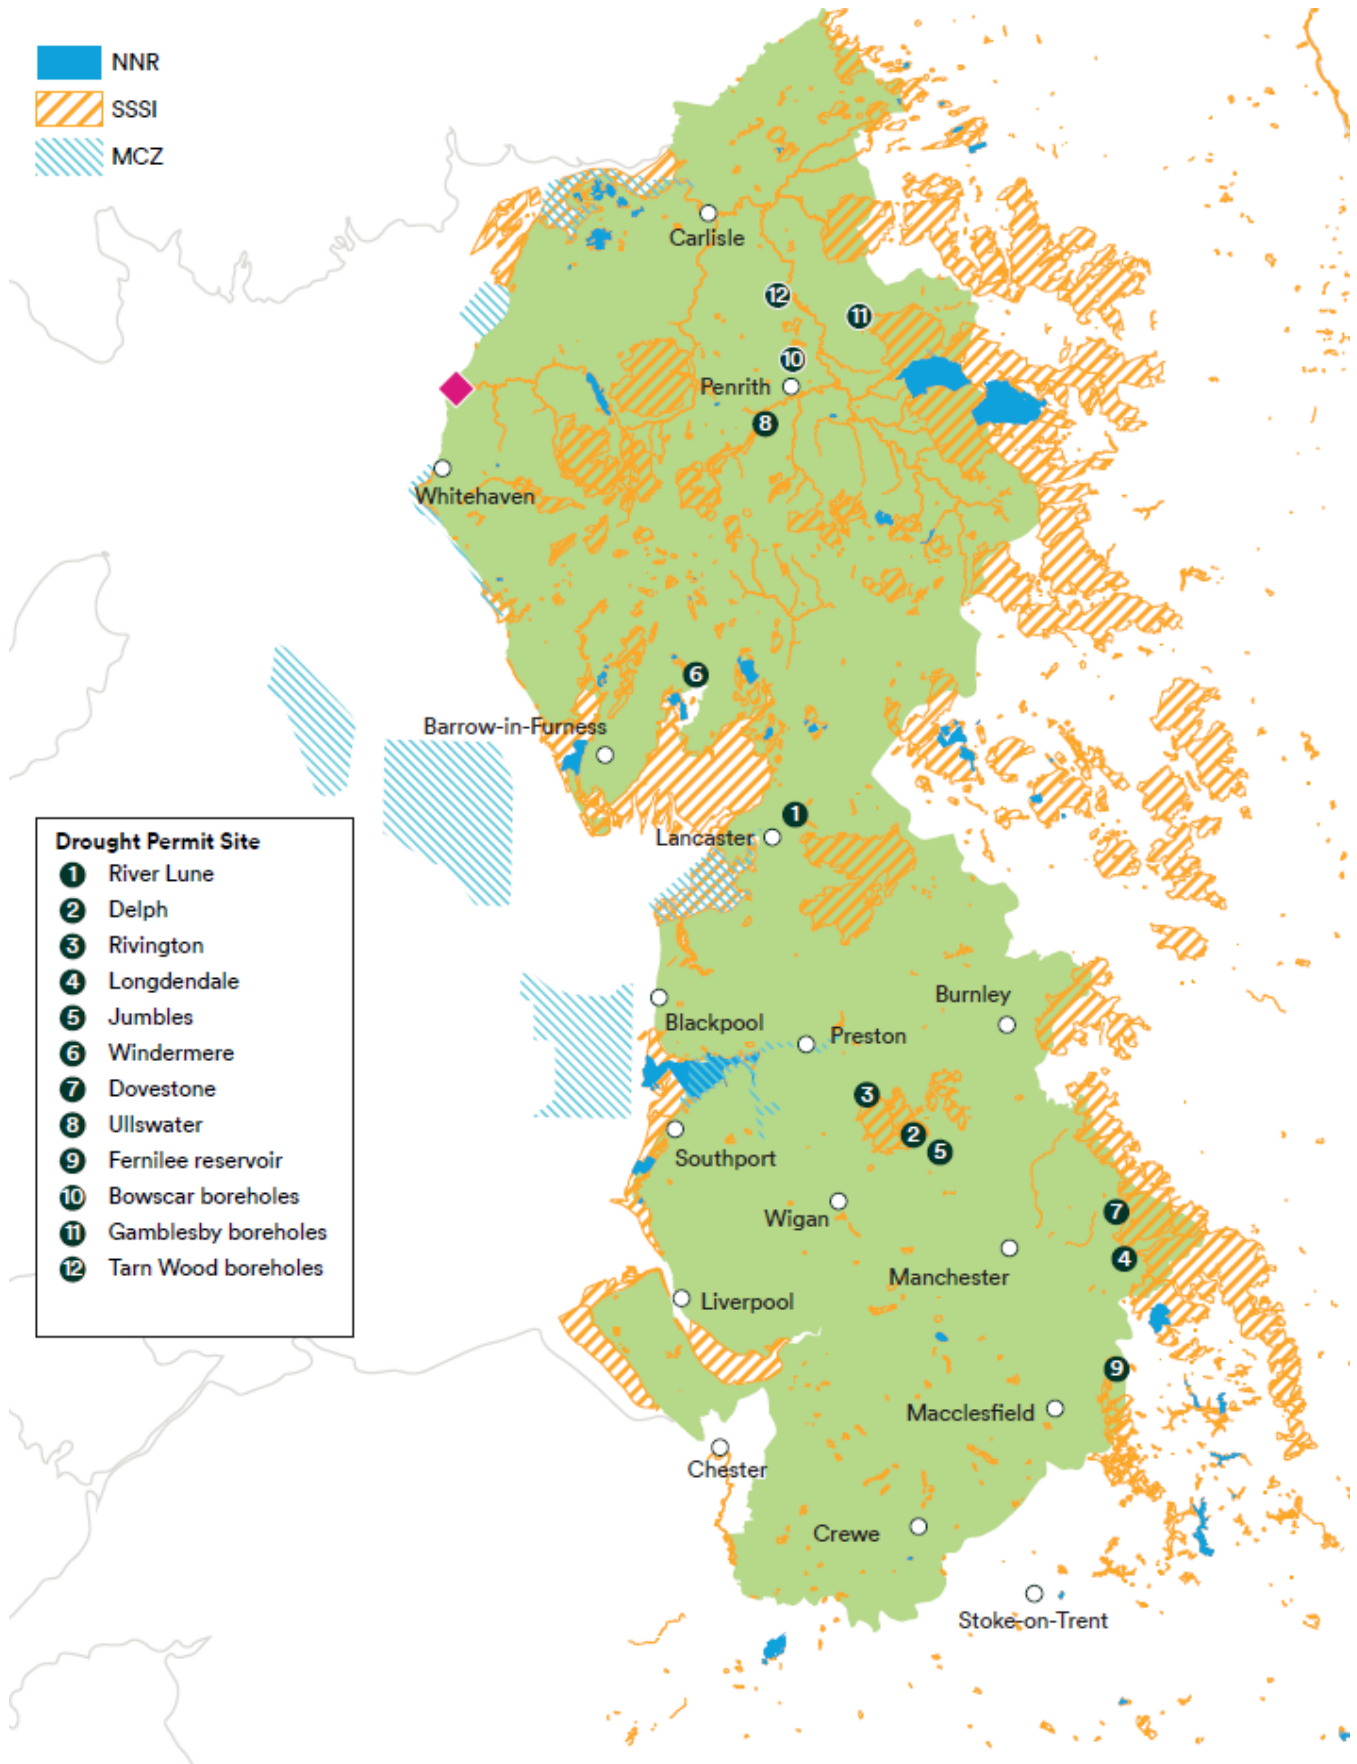 NNR
SSSI
MCZ
Carlisle
12
11
10
Penrith
8
Whitehaven
6
Barrow-in-Furness
1
Lancaster
Drought Permit Site
1 River Lune
2 Delph
3 Rivington
4 Longdendale
5 Jumbles
6 Windermere
7 Dovestone
8 Ullswater
9 Fernilee reservoir
10 Bowscar boreholes
11 Gamblesby boreholes
12 Tarn Wood boreholes
Burnley
Blackpool
Preston
3
2
5
Southport
Wigan
7
4
Manchester
Liverpool
9
Macclesfield
Chester
Crewe
Stoke-on-Trent